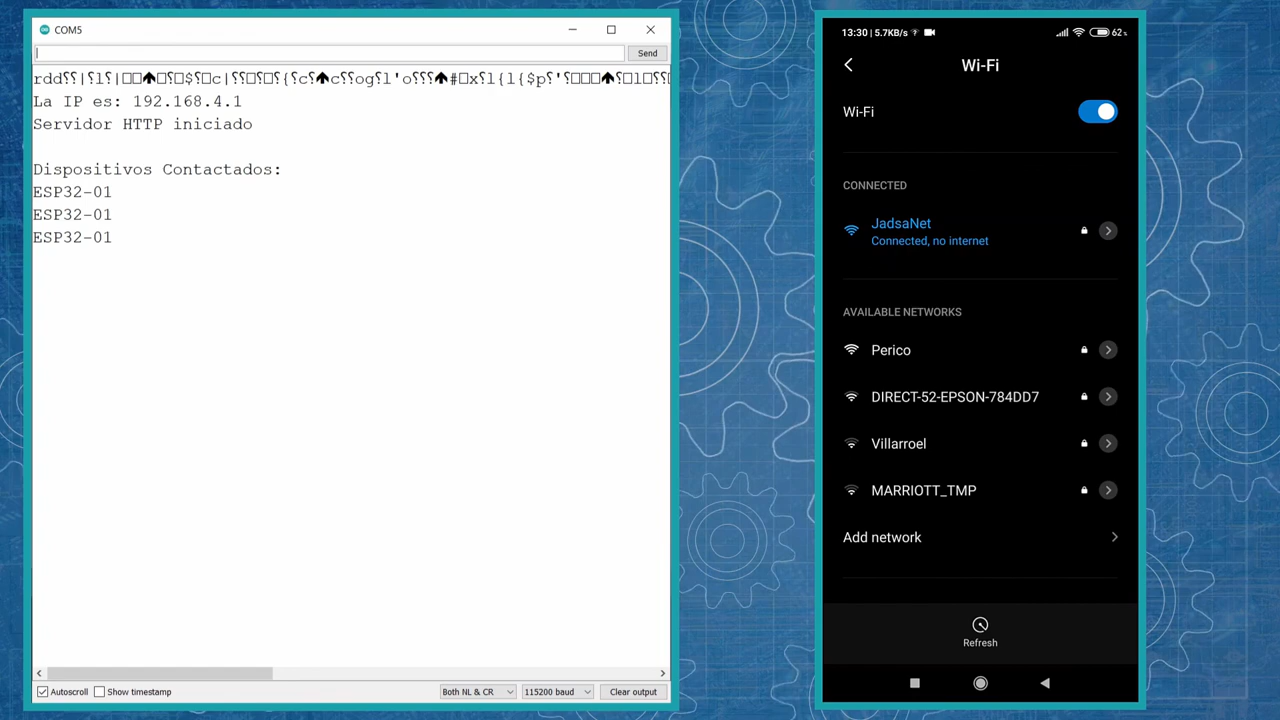 COM5
Send
La IP es: 192.168.4.1
Servidor HTTP iniciado
Dispositivos Contactados:
ESP32-01
ESP32-01
ESP32-01
Autoscroll
Show timestamp
Both NL & CR
115200 baud
Clear output
13:30 | 5.7KB/s
62%
Wi-Fi
Wi-Fi
CONNECTED
JadsaNet
Connected, no internet
AVAILABLE NETWORKS
Perico
DIRECT-52-EPSON-784DD7
Villarroel
MARRIOTT_TMP
Add network
Refresh